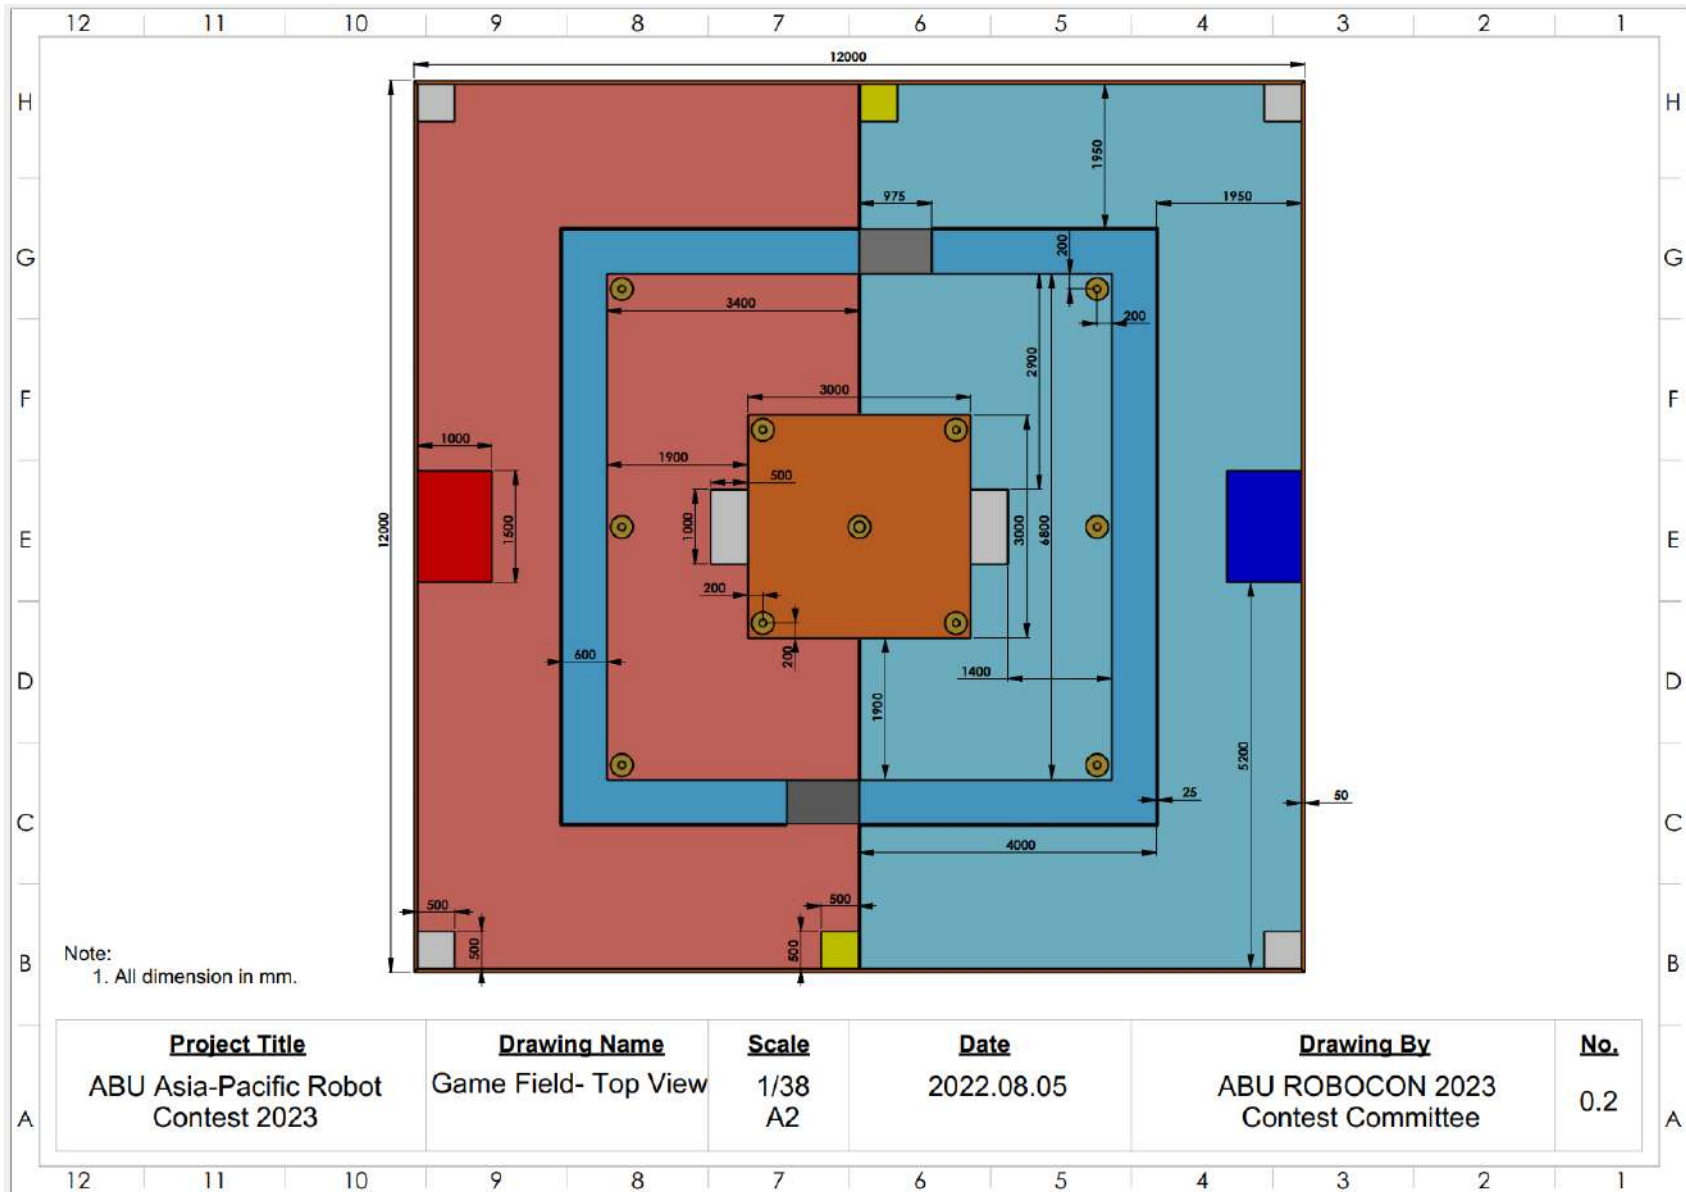 12 11 10 9 8 7 6 5 4 3 2 1
12000
H H
1950
975 1950
G 200 G
3400 200
2900
F 3000 F
1000
1900
500
E 12000 1500 1000 3000 6800 E
200
200
600
D 1400 D
1900
5200
25 50
C C
4000
500 500
500 500
B Note: B
1. All dimension in mm.
Project Title Drawing Name Scale Date Drawing By No.
ABU Asia-Pacific Robot Game Field- Top View 1/38 2022.08.05 ABU ROBOCON 2023 0.2
A Contest 2023 A2 Contest Committee A
12 11 10 9 8 7 6 5 4 3 2 1